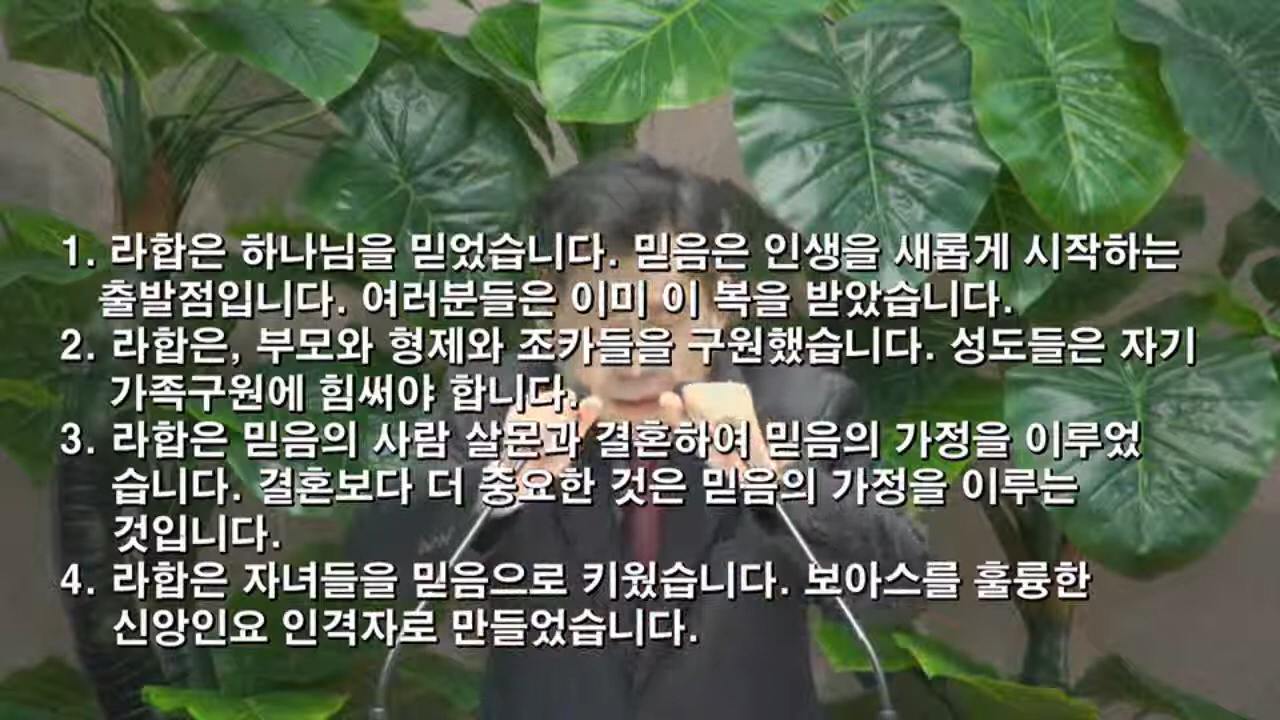 1. 라합은 하나님을 믿었습니다. 믿음은 인생을 새롭게 시작하는
출발점입니다. 여러분들은 이미 이 복을 받았습니다.
2. 라합은, 부모와 형제와 조카들을 구원했습니다. 성도들은 자기
가족구원에 힘써야 합니다.
3. 라합은 믿음의 사람 살몬과 결혼하여 믿음의 가정을 이루었
습니다. 결혼보다 더 중요한 것은 믿음의 가정을 이루는
것입니다.
4. 라합은 자녀들을 믿음으로 키웠습니다. 보아스를 훌륭한
신앙인요 인격자로 만들었습니다.